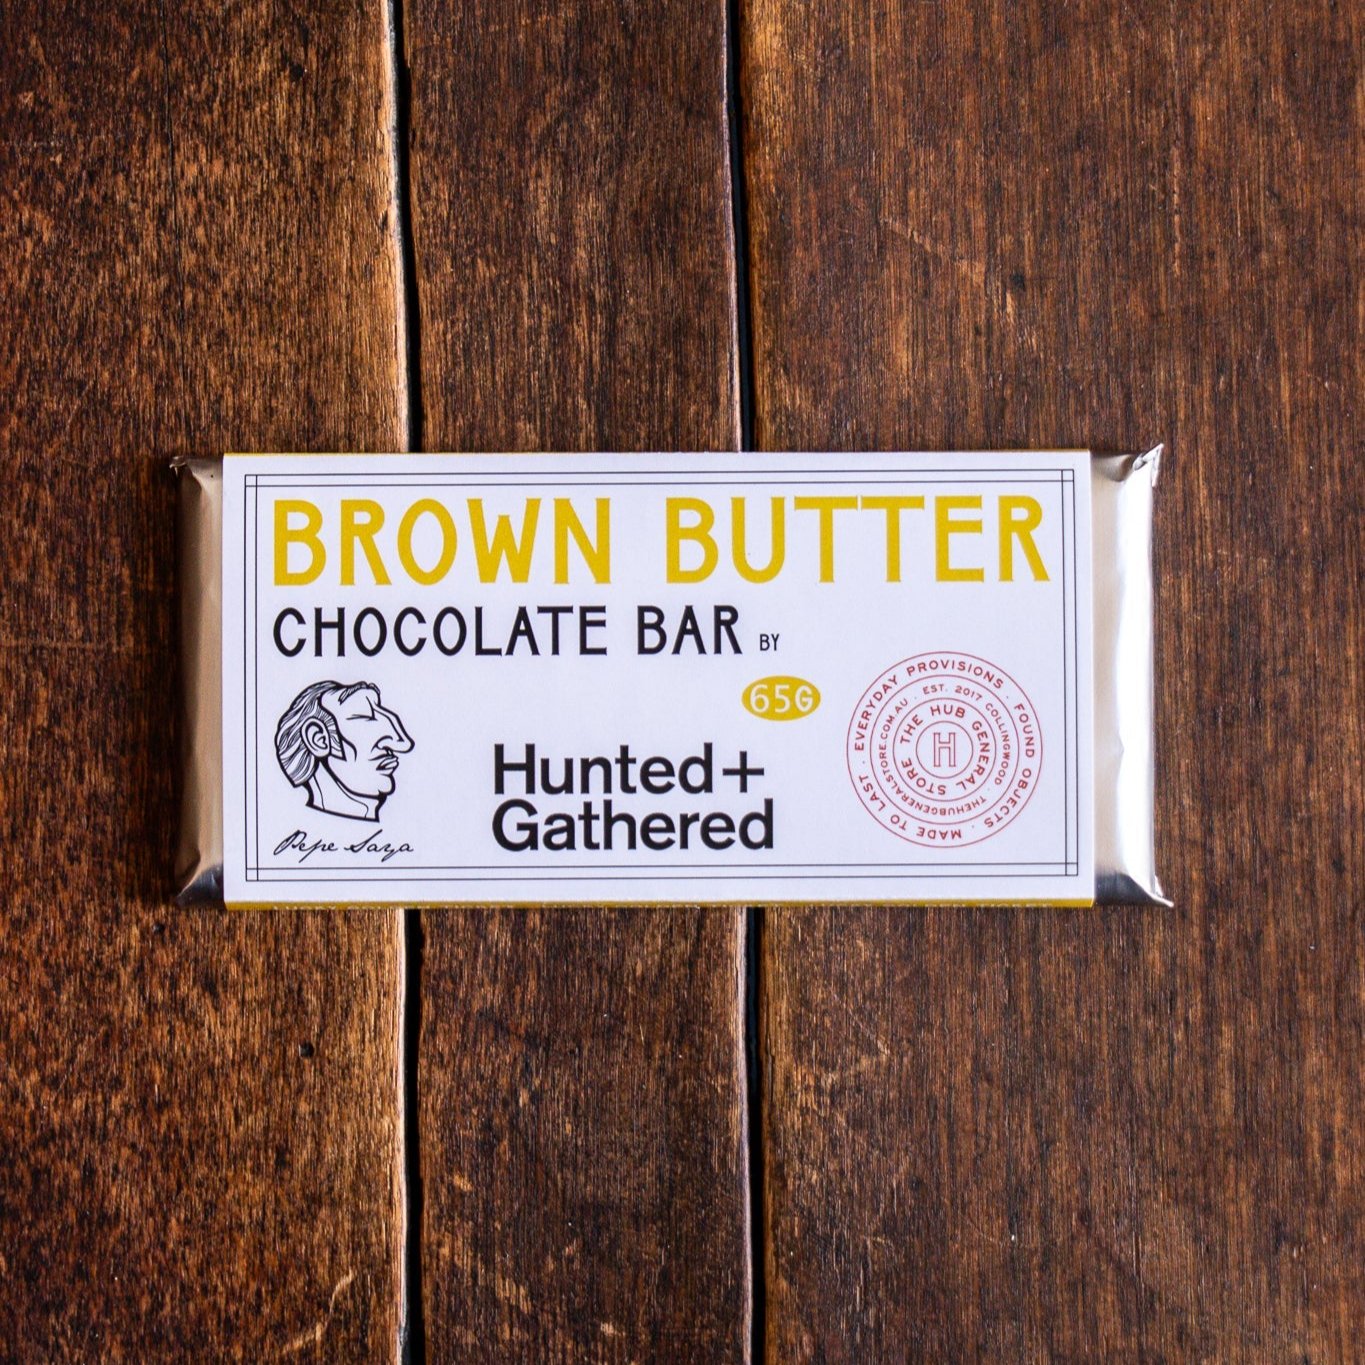 BROWN BUTTER
CHOCOLATE BAR BY
65G
Hunted+
Gathered
Pepe Saya
EVERYDAY PROVISIONS · FOUND OBJECTS · MADE TO LAST ·
EST. 2017 COLLINGWOOD · THEHUBGENERALSTORE.COM.AU ·
THE HUB GENERAL STORE
H